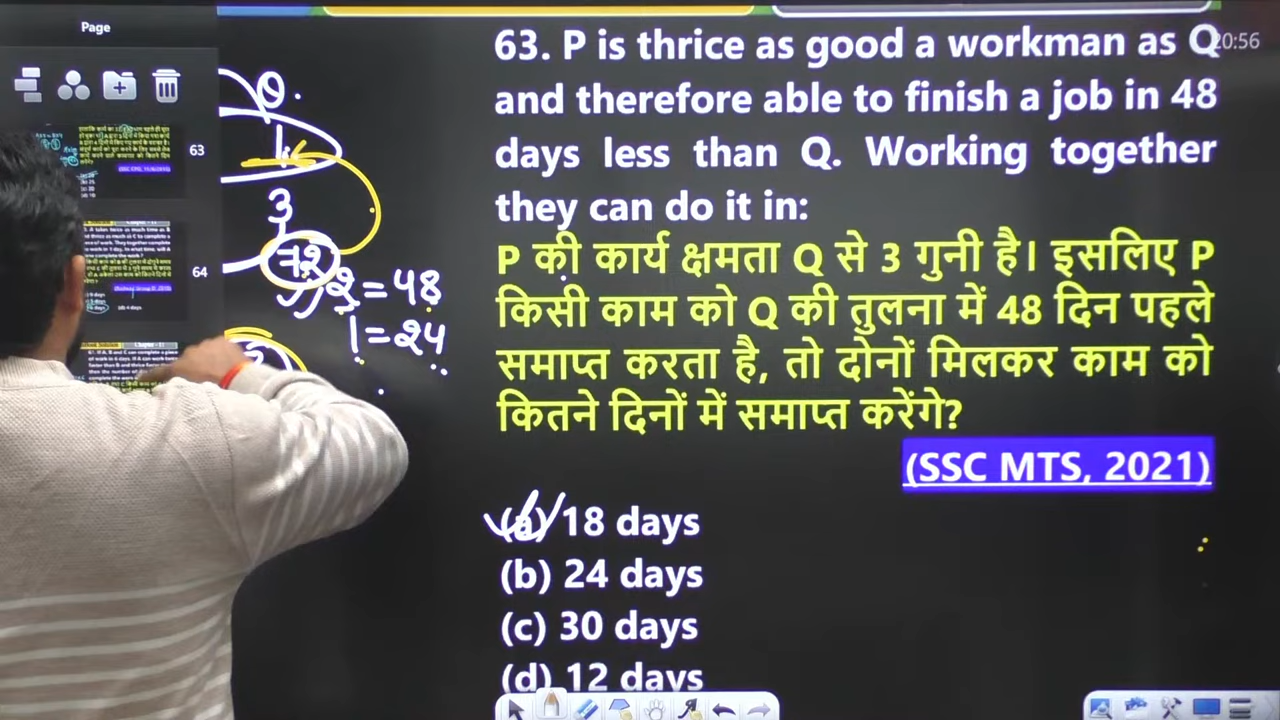 Page
63
64
Q
1
3
72
2=48
1=24
63. P is thrice as good a workman as Q
20:56
and therefore able to finish a job in 48
days less than Q. Working together
they can do it in:
P की कार्य क्षमता Q से 3 गुनी है। इसलिए P
किसी काम को Q की तुलना में 48 दिन पहले
समाप्त करता है, तो दोनों मिलकर काम को
कितने दिनों में समाप्त करेंगे?
(SSC MTS, 2021)
(a) 18 days
(b) 24 days
(c) 30 days
(d) 12 days